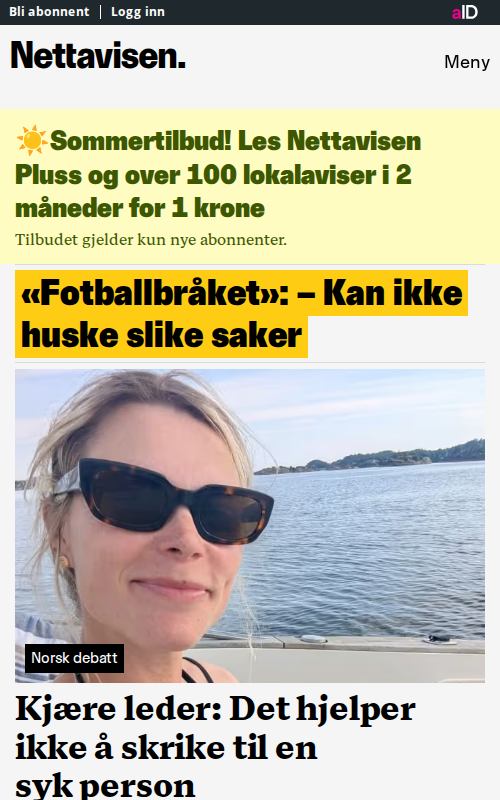 Bli abonnent
Logg inn
aID
Nettavisen.
Meny
☀️Sommertilbud! Les Nettavisen
Pluss og over 100 lokalaviser i 2
måneder for 1 krone
Tilbudet gjelder kun nye abonnenter.
«Fotballbråket»: – Kan ikke
huske slike saker
Norsk debatt
Kjære leder: Det hjelper
ikke å skrike til en
syk person